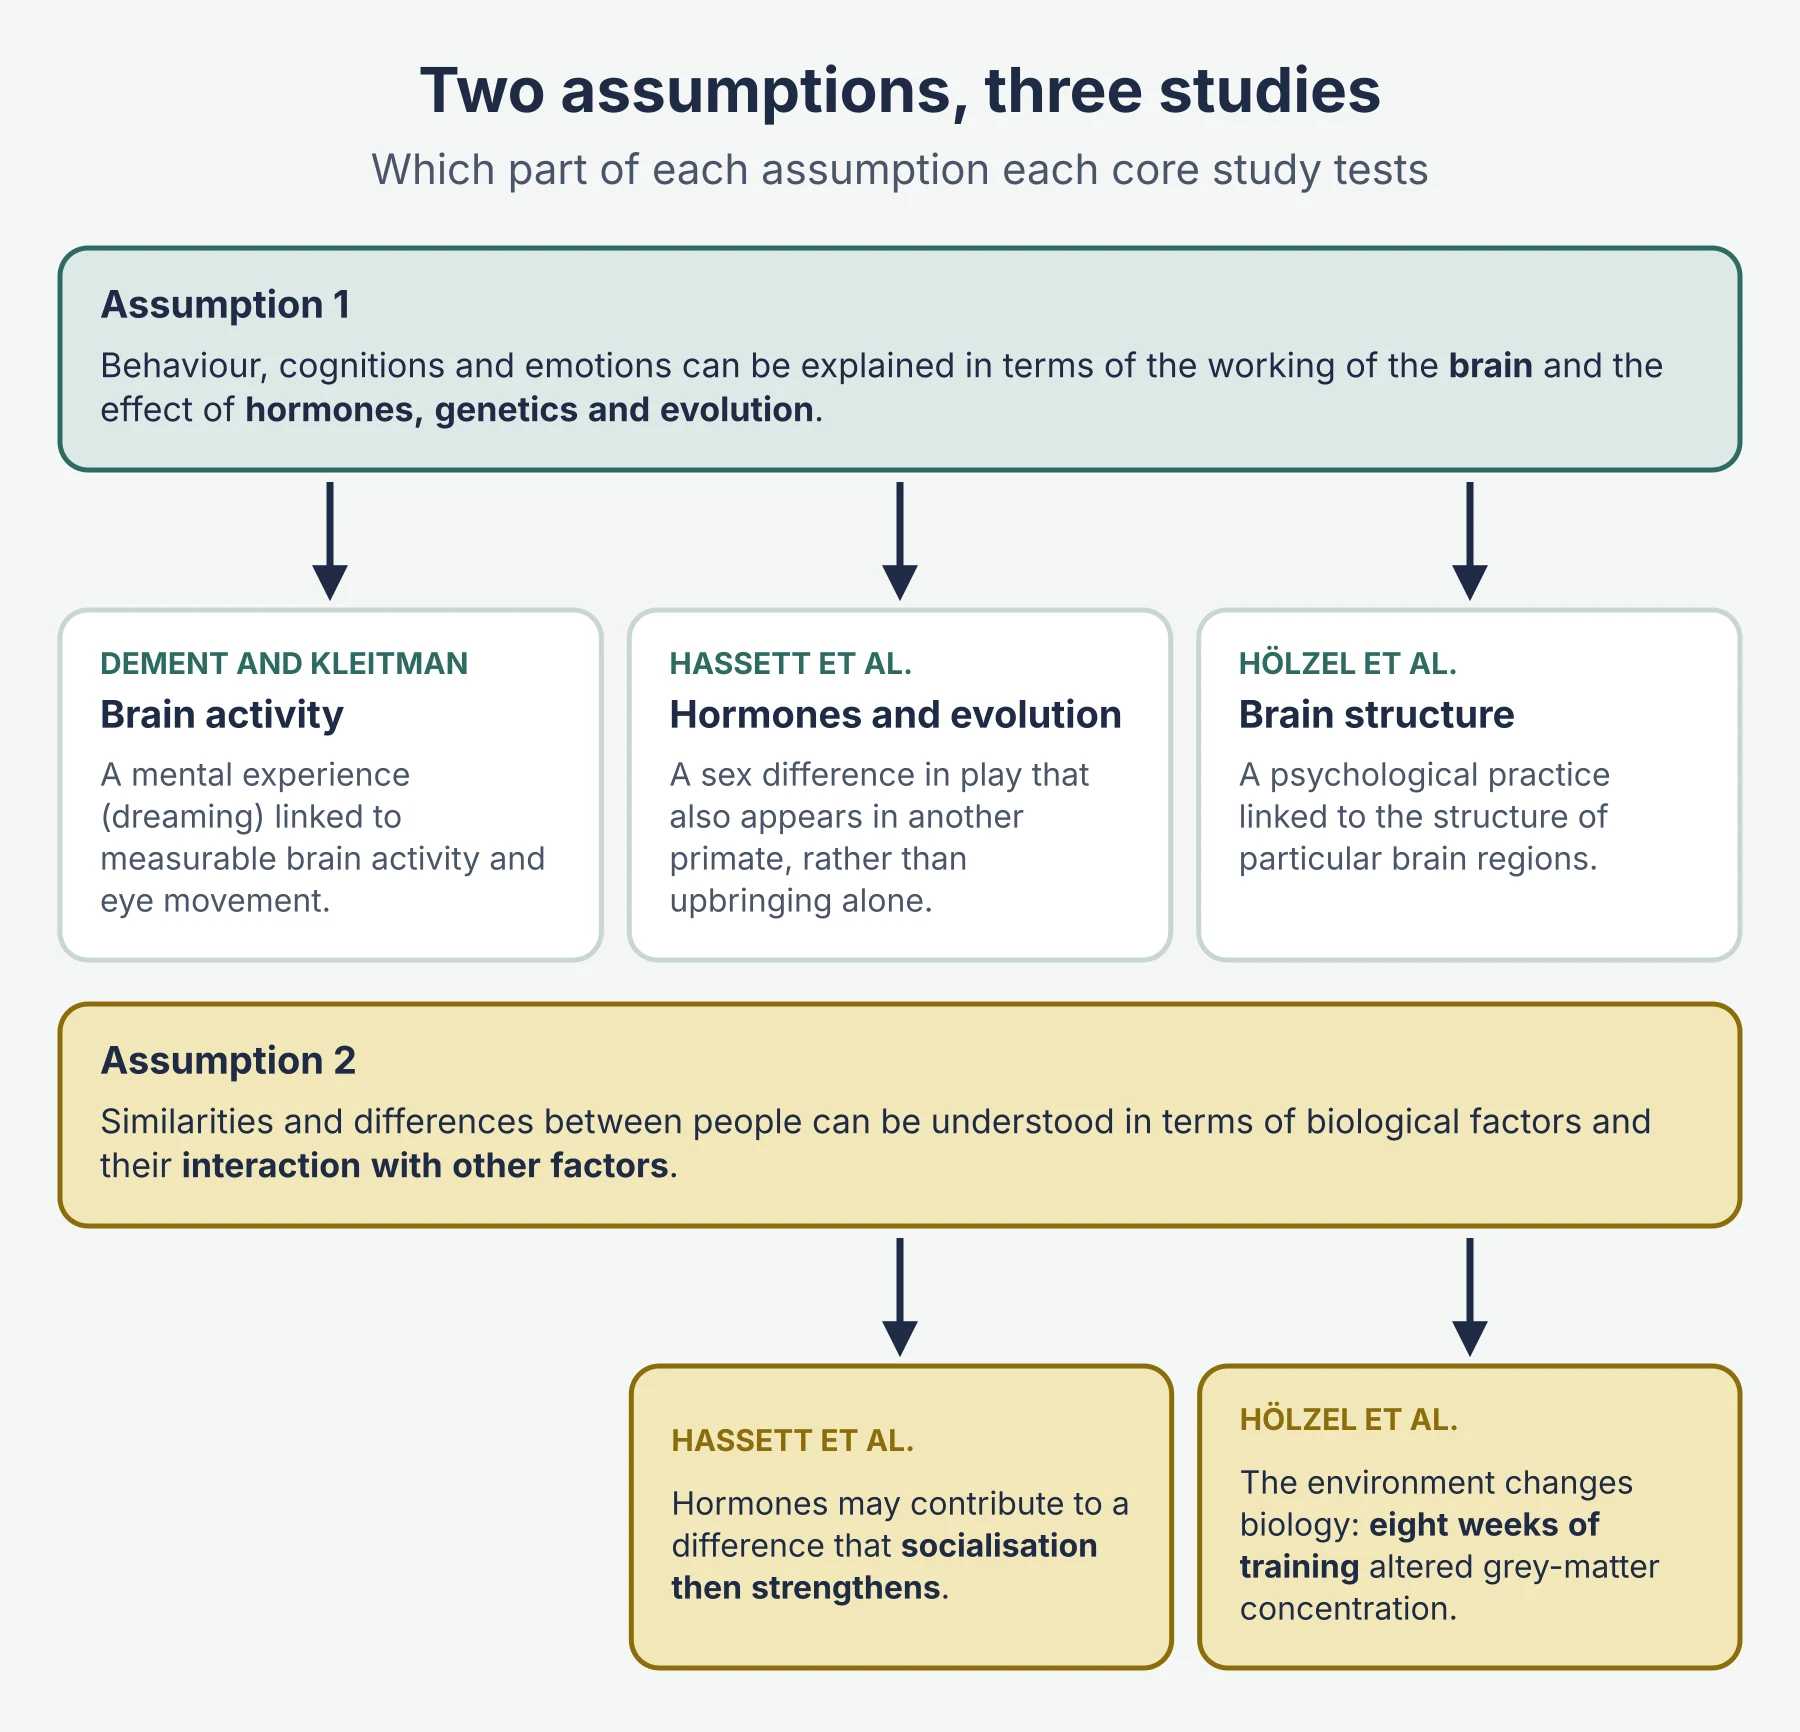 Two assumptions, three studies
Which part of each assumption each core study tests
Assumption 1
Behaviour, cognitions and emotions can be explained in terms of the working of the brain and the
effect of hormones, genetics and evolution.
DEMENT AND KLEITMAN
Brain activity
A mental experience
(dreaming) linked to
measurable brain activity and
eye movement.
HASSETT ET AL.
Hormones and evolution
A sex difference in play that
also appears in another
primate, rather than
upbringing alone.
HÖLZEL ET AL.
Brain structure
A psychological practice
linked to the structure of
particular brain regions.
Assumption 2
Similarities and differences between people can be understood in terms of biological factors and
their interaction with other factors.
HASSETT ET AL.
Hormones may contribute to a
difference that socialisation
then strengthens.
HÖLZEL ET AL.
The environment changes
biology: eight weeks of
training altered grey-matter
concentration.